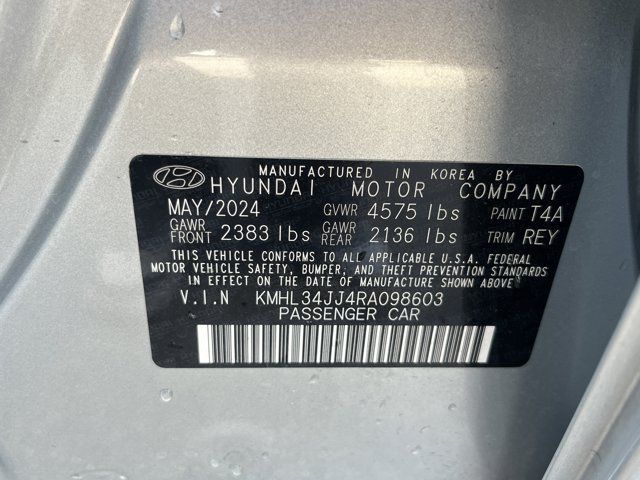 MANUFACTURED IN KOREA BY
HYUNDAI MOTOR COMPANY
MAY/2024 GVWR 4575 lbs PAINT T4A
GAWR FRONT 2383 lbs GAWR REAR 2136 lbs TRIM REY
THIS VEHICLE CONFORMS TO ALL APPLICABLE U.S.A. FEDERAL
MOTOR VEHICLE SAFETY, BUMPER, AND THEFT PREVENTION STANDARDS
IN EFFECT ON THE DATE OF MANUFACTURE SHOWN ABOVE
V.I.N KMHL34JJ4RA098603
PASSENGER CAR